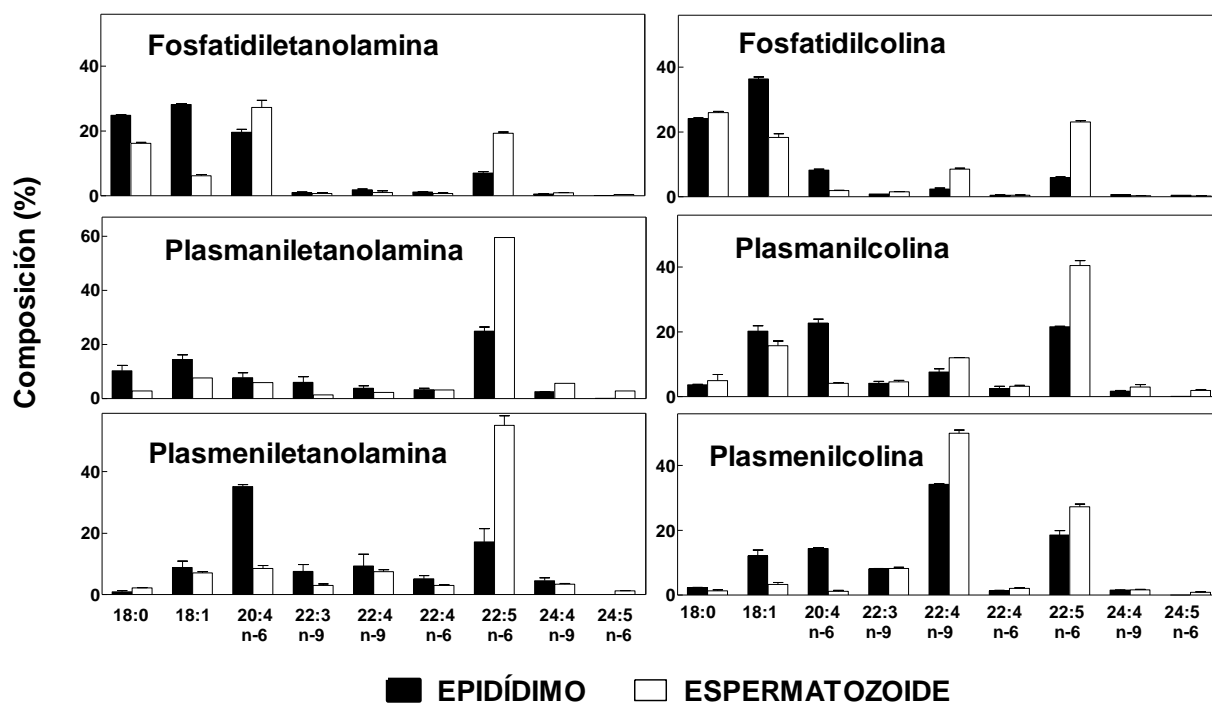 Composición (%)
Fosfatidiletanolamina
40
20
0
Fosfatidilcolina
40
20
0
Plasmaniletanolamina
60
40
20
0
Plasmanilcolina
40
20
0
Plasmeniletanolamina
40
20
0
18:0 18:1 20:4 22:3 22:4 22:4 22:5 24:4 24:5
n-6 n-9 n-9 n-6 n-6 n-9 n-6
Plasmenilcolina
40
20
0
18:0 18:1 20:4 22:3 22:4 22:4 22:5 24:4 24:5
n-6 n-9 n-9 n-6 n-6 n-9 n-6
EPIDÍDIMO ESPERMATOZOIDE